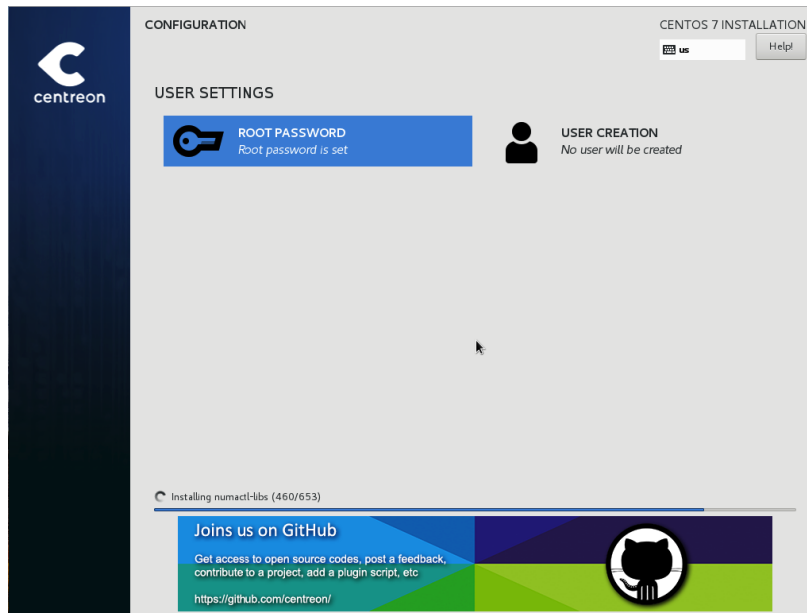 CONFIGURATION
CENTOS 7 INSTALLATION
us
Help!
centreon
USER SETTINGS
ROOT PASSWORD
Root password is set
USER CREATION
No user will be created
Installing numactl-libs (460/653)
Joins us on GitHub
Get access to open source codes, post a feedback,
contribute to a project, add a plugin script, etc
https://github.com/centreon/